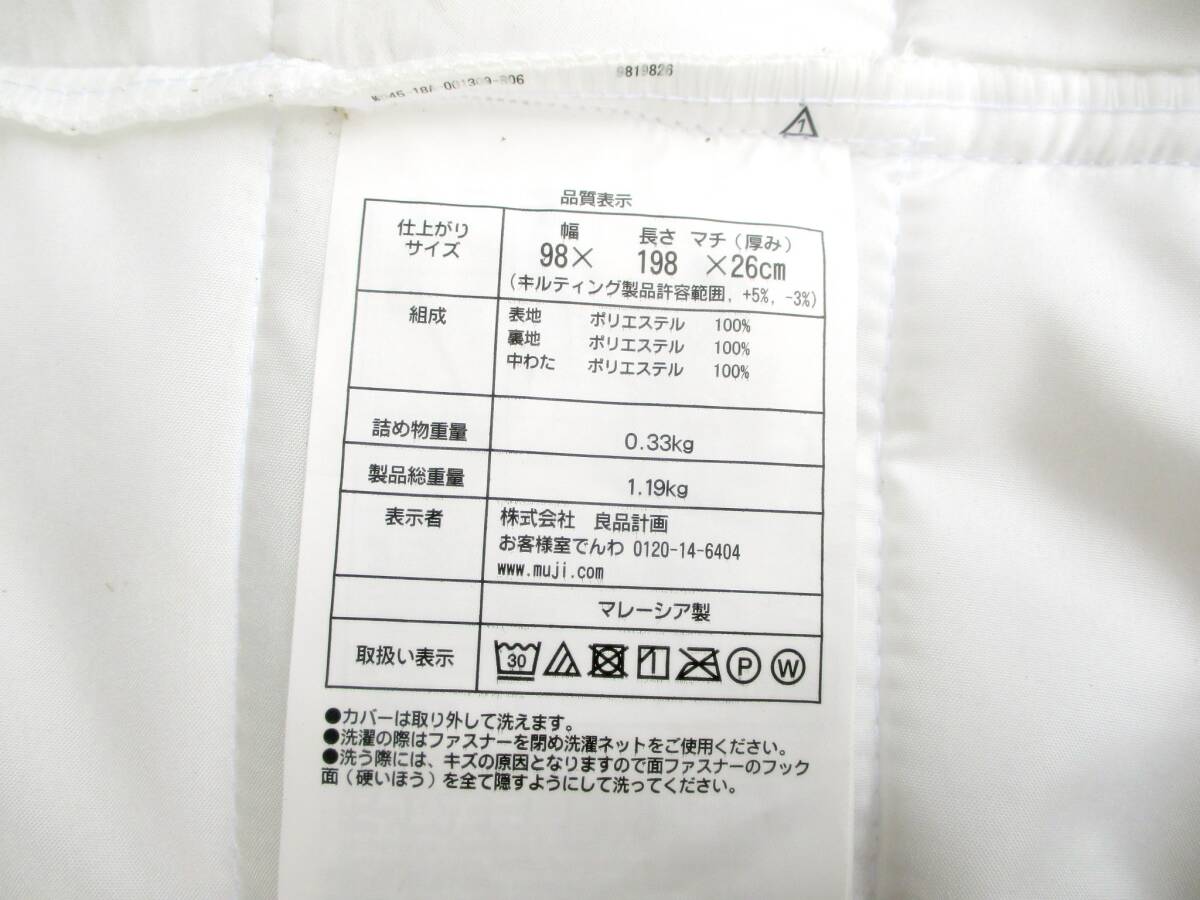 9819826
1
品質表示
仕上がりサイズ
幅 長さ マチ(厚み)
98× 198 ×26cm
(キルティング製品許容範囲, +5%, -3%)
組成
表地 ポリエステル 100%
裏地 ポリエステル 100%
中わた ポリエステル 100%
詰め物重量 0.33kg
製品総重量 1.19kg
表示者
株式会社 良品計画
お客様室でんわ 0120-14-6404
www.muji.com
マレーシア製
取扱い表示
30 P W
●カバーは取り外して洗えます。
●洗濯の際はファスナーを閉め洗濯ネットをご使用ください。
●洗う際には、キズの原因となりますので面ファスナーのフック
面(硬いほう)を全て隠すようにして洗ってください。